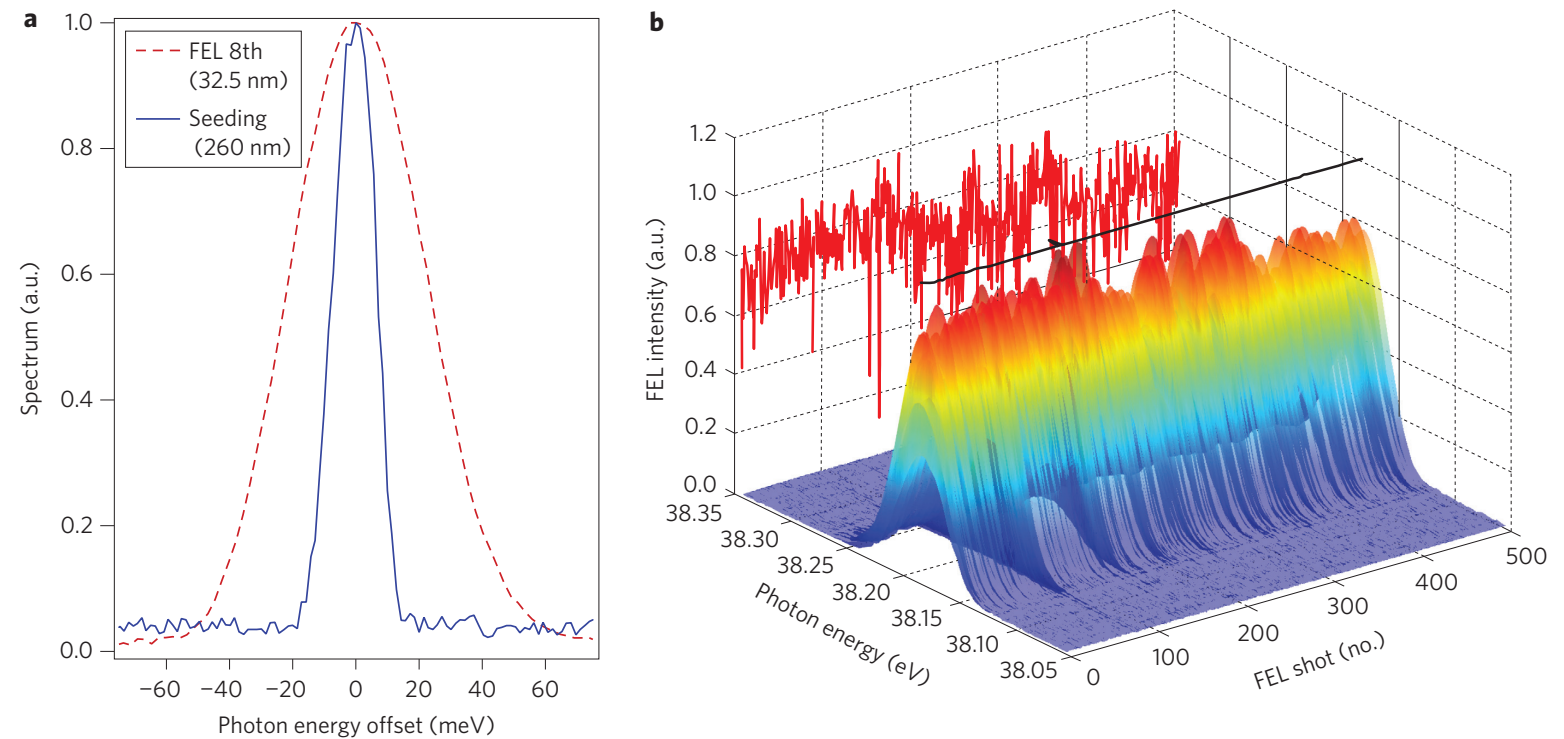 a
1.0
0.8
0.6
0.4
0.2
0.0
Spectrum (a.u.)
FEL 8th
(32.5 nm)
Seeding
(260 nm)
−60 −40 −20 0 20 40 60
Photon energy offset (meV)
b
1.2
1.0
0.8
0.6
0.4
0.2
0.0
FEL intensity (a.u.)
38.35
38.30
38.25
38.20
38.15
38.10
38.05
Photon energy (eV)
0
100
200
300
400
500
FEL shot (no.)